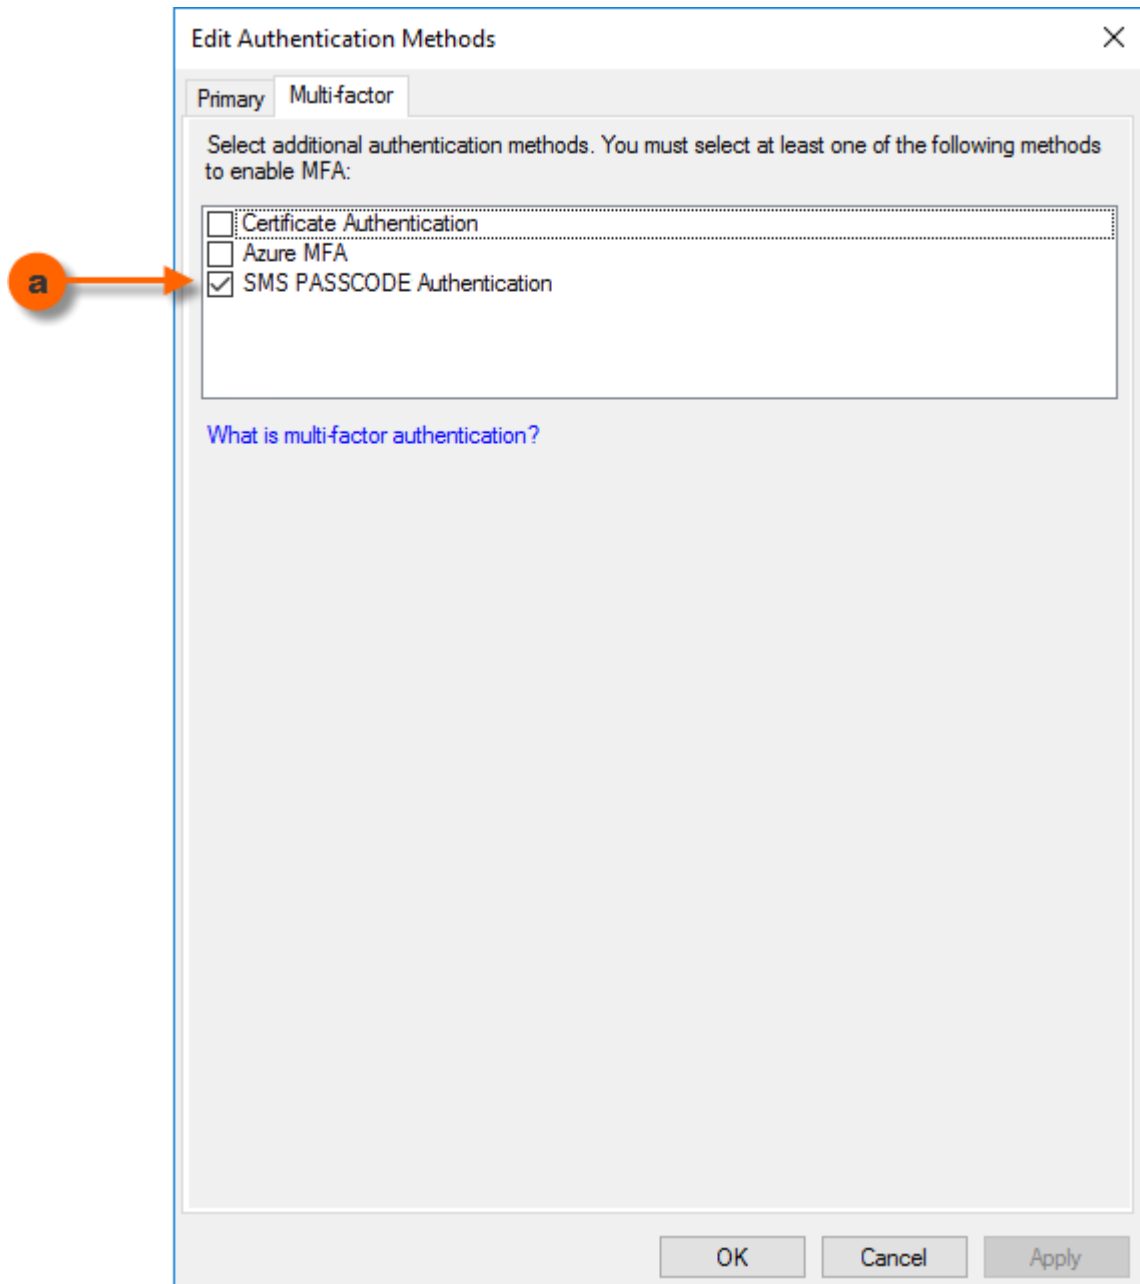 Edit Authentication Methods
Primary
Multi-factor
Select additional authentication methods. You must select at least one of the following methods
to enable MFA:
Certificate Authentication
Azure MFA
a
SMS PASSCODE Authentication
What is multi-factor authentication?
OK
Cancel
Apply